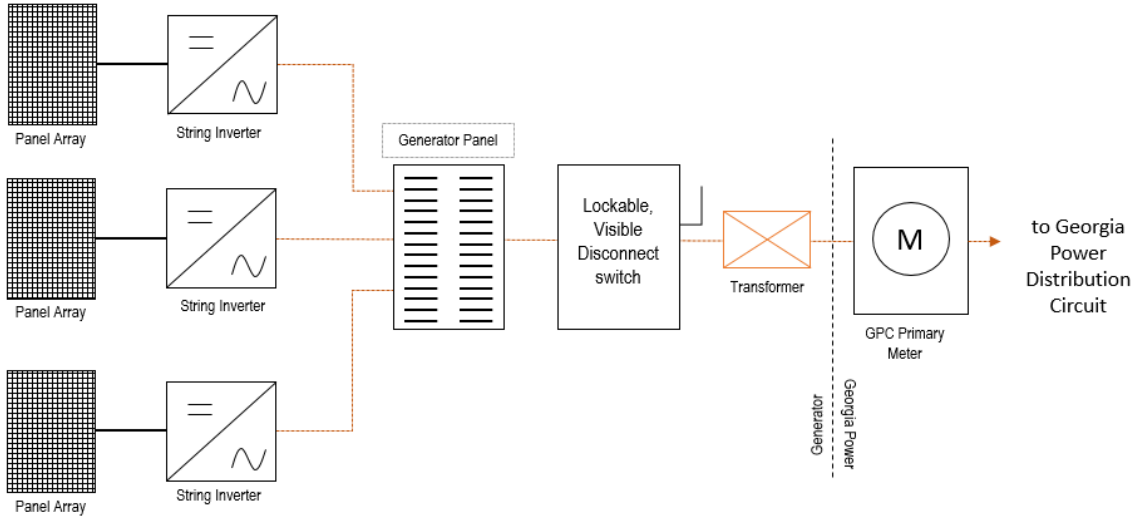 Panel Array
String Inverter
Generator Panel
Panel Array
String Inverter
Lockable,
Visible
Disconnect
switch
Transformer
M
GPC Primary
Meter
to Georgia
Power
Distribution
Circuit
Generator
Georgia Power
Panel Array
String Inverter